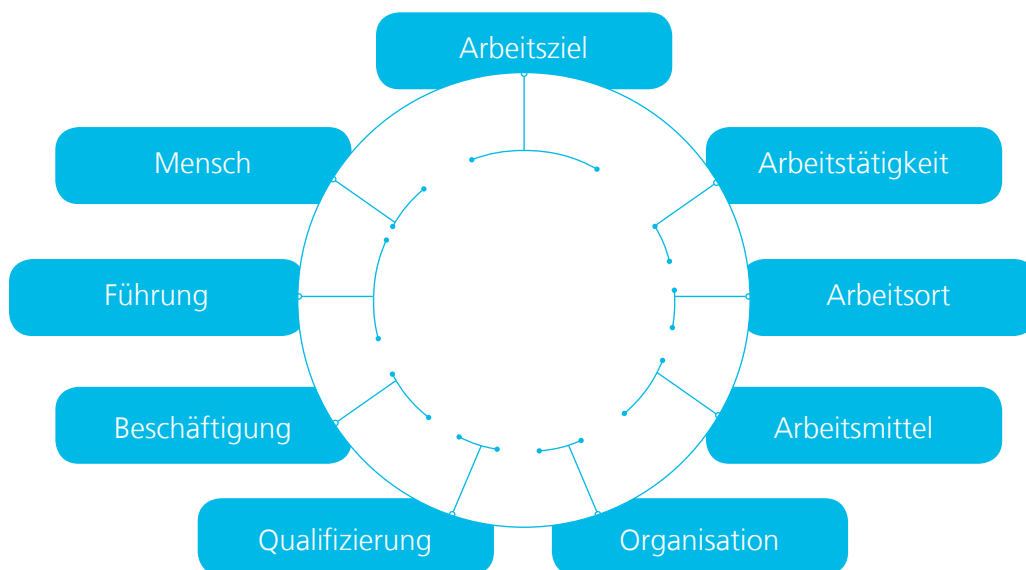 Arbeitsziel
Mensch
Arbeitstätigkeit
Führung
Arbeitsort
Beschäftigung
Arbeitsmittel
Qualifizierung
Organisation